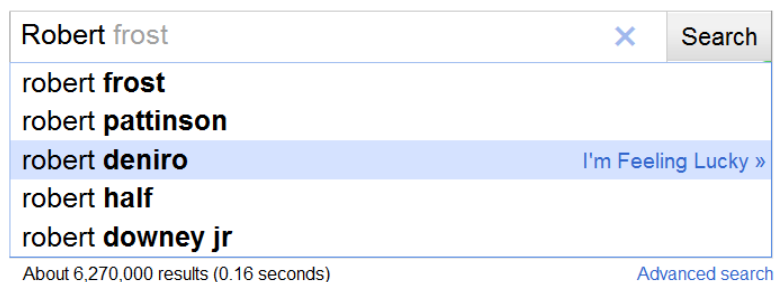 Robert frost Search
robert frost
robert pattinson
robert deniro I'm Feeling Lucky »
robert half
robert downey jr
About 6,270,000 results (0.16 seconds) Advanced search